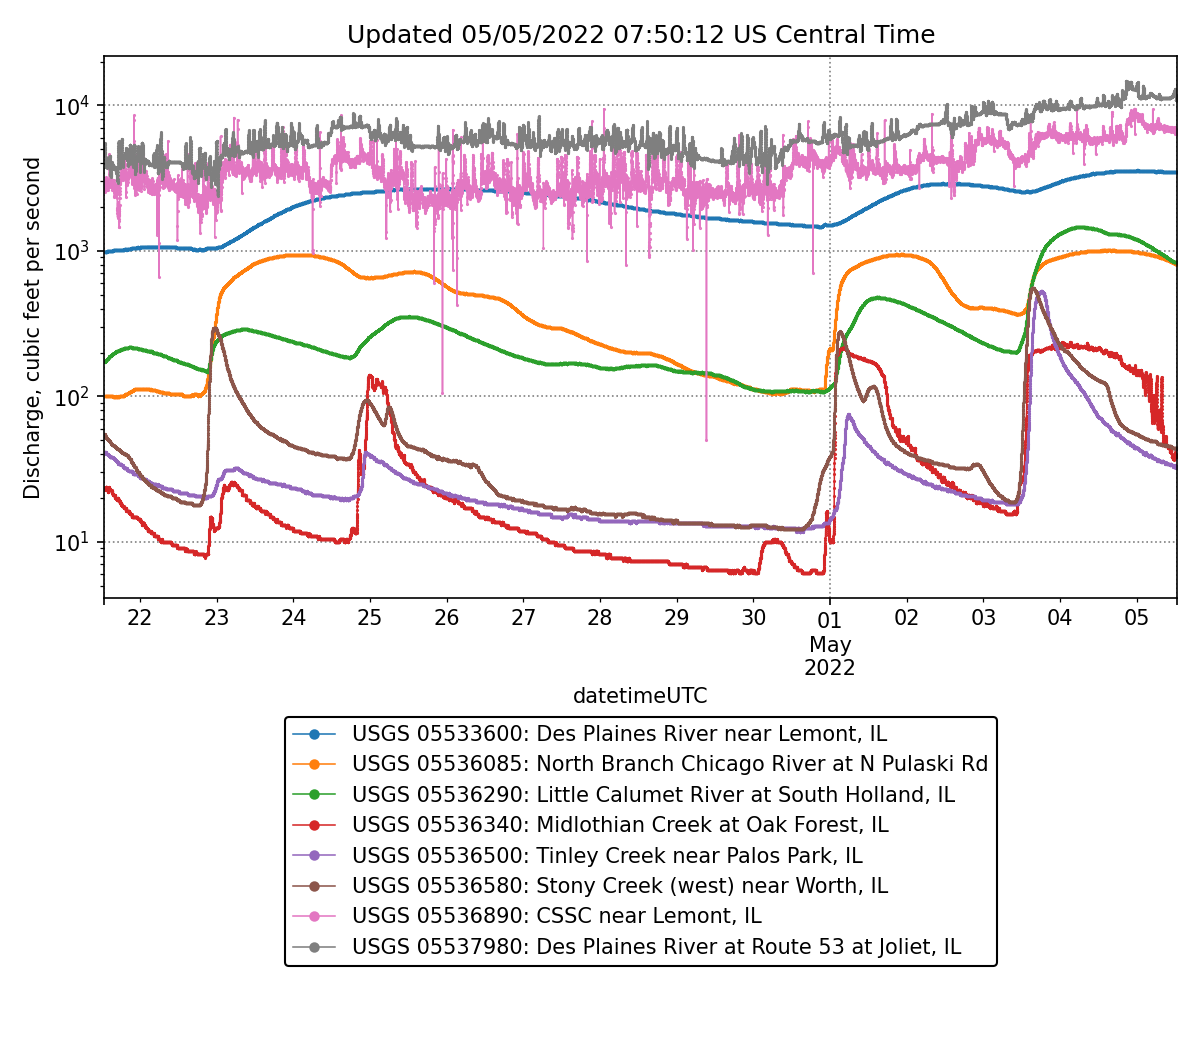 Updated 05/05/2022 07:50:12 US Central Time
Discharge, cubic feet per second
10^4
10^3
10^2
10^1
22 23 24 25 26 27 28 29 30 01 02 03 04 05
May
2022
datetimeUTC
USGS 05533600: Des Plaines River near Lemont, IL
USGS 05536085: North Branch Chicago River at N Pulaski Rd
USGS 05536290: Little Calumet River at South Holland, IL
USGS 05536340: Midlothian Creek at Oak Forest, IL
USGS 05536500: Tinley Creek near Palos Park, IL
USGS 05536580: Stony Creek (west) near Worth, IL
USGS 05536890: CSSC near Lemont, IL
USGS 05537980: Des Plaines River at Route 53 at Joliet, IL